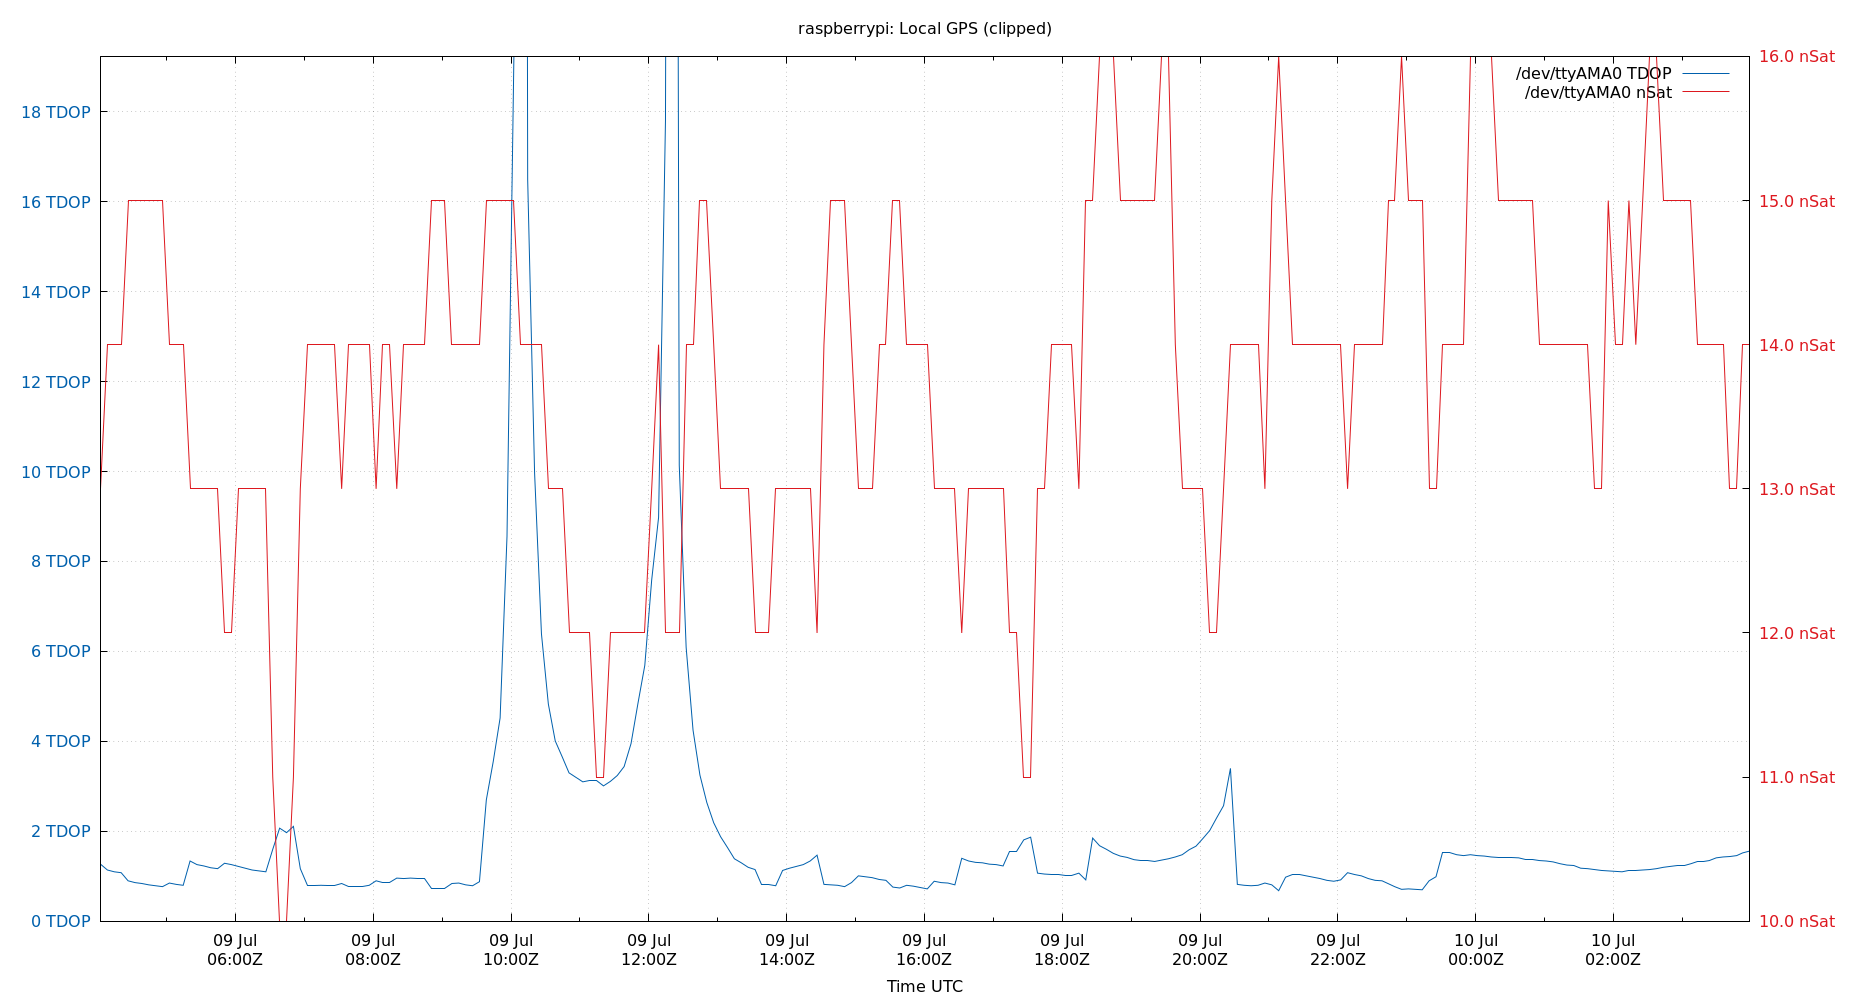 raspberrypi: Local GPS (clipped)
/dev/ttyAMA0 TDOP
/dev/ttyAMA0 nSat
18 TDOP
16 TDOP
14 TDOP
12 TDOP
10 TDOP
8 TDOP
6 TDOP
4 TDOP
2 TDOP
0 TDOP
16.0 nSat
15.0 nSat
14.0 nSat
13.0 nSat
12.0 nSat
11.0 nSat
10.0 nSat
09 Jul 09 Jul 09 Jul 09 Jul 09 Jul 09 Jul 09 Jul 09 Jul 09 Jul 10 Jul 10 Jul
06:00Z 08:00Z 10:00Z 12:00Z 14:00Z 16:00Z 18:00Z 20:00Z 22:00Z 00:00Z 02:00Z
Time UTC